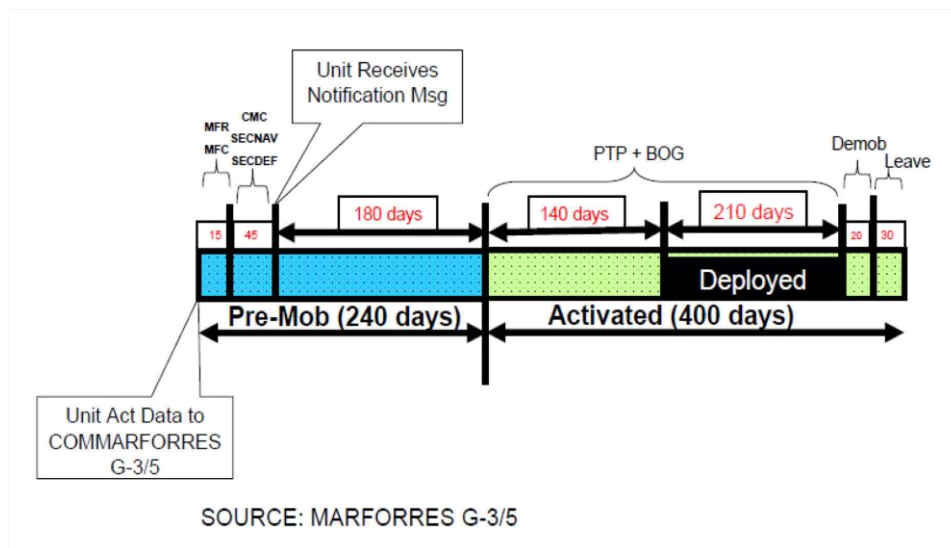 Unit Receives
Notification Msg
MFR
MFC
CMC
SECNAV
SECDEF
PTP + BOG
Demob
Leave
15
45
180 days
140 days
210 days
20
30
Deployed
Pre-Mob (240 days)
Activated (400 days)
Unit Act Data to
COMMARFORRES
G-3/5
SOURCE: MARFORRES G-3/5